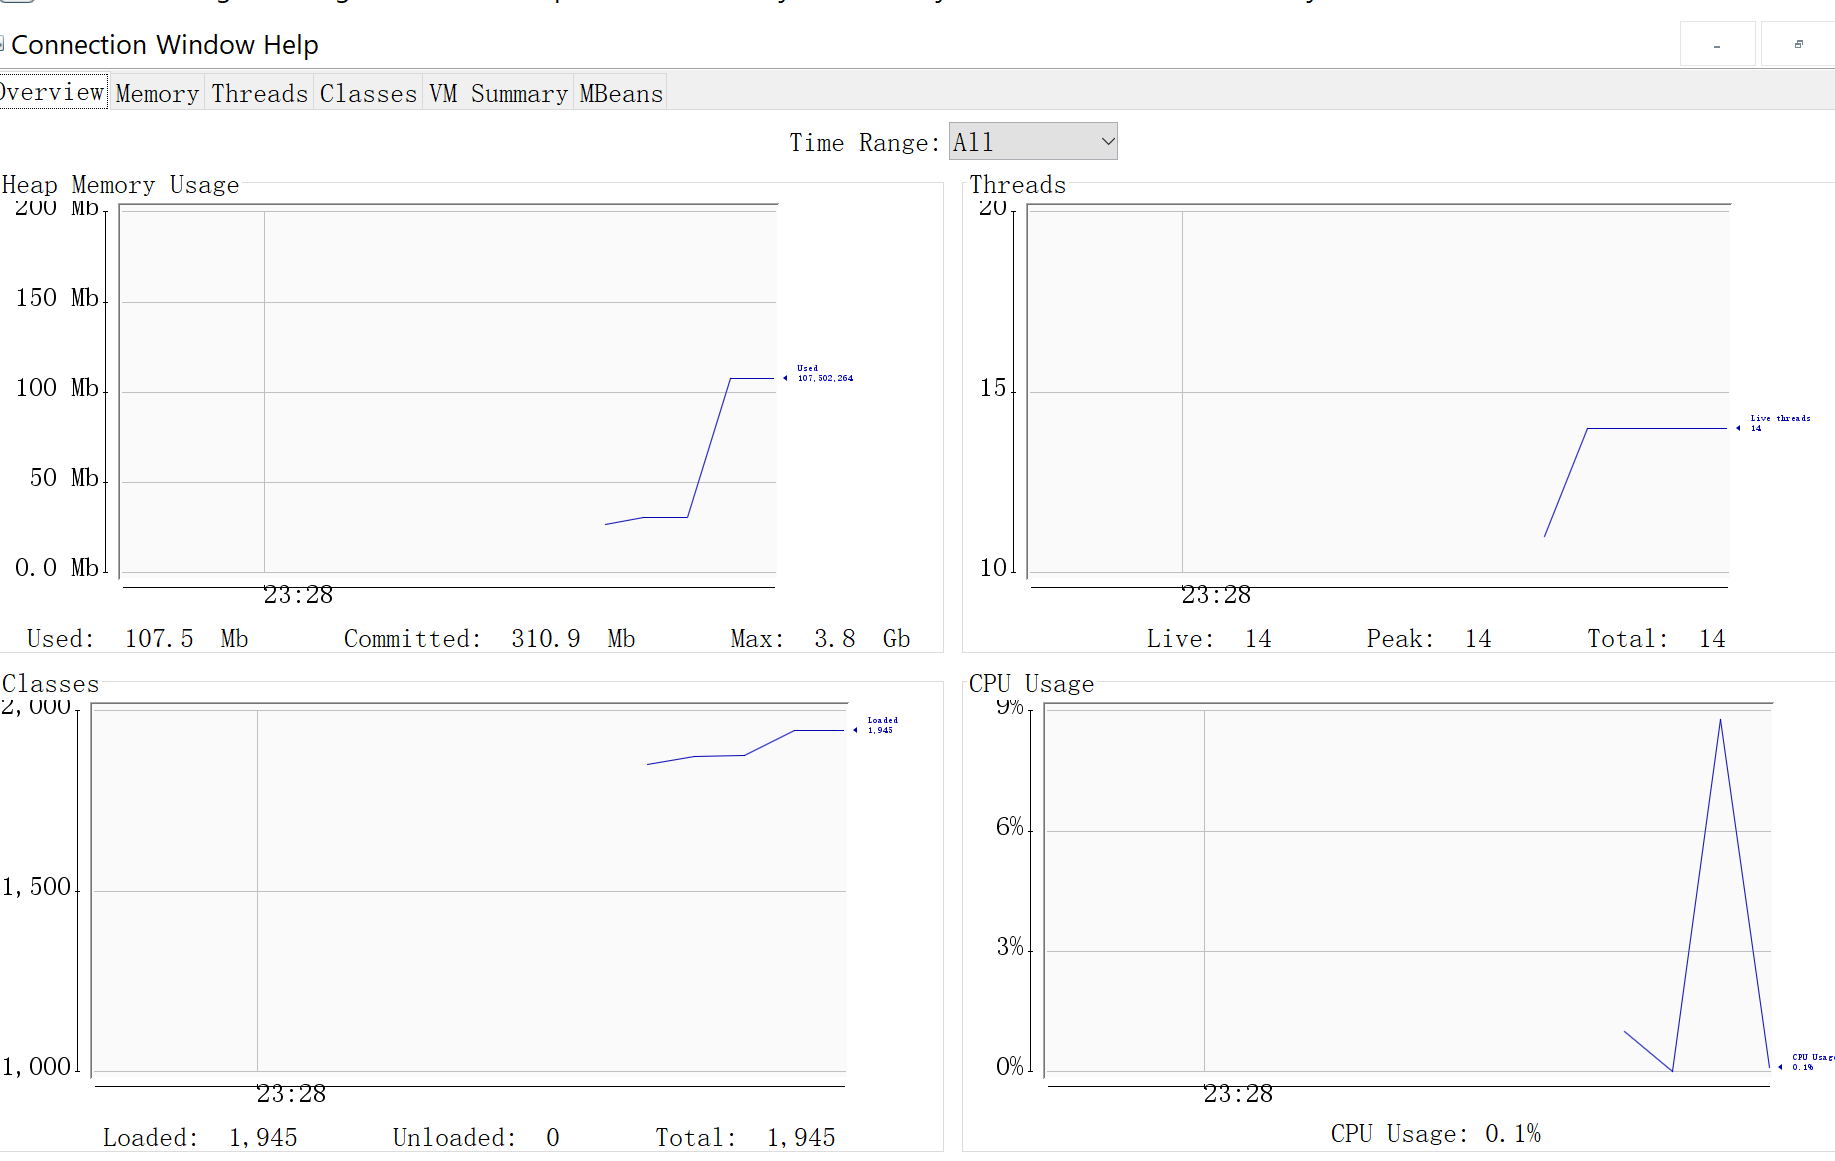 Connection Window Help
Overview Memory Threads Classes VM Summary MBeans
Time Range: All
Heap Memory Usage
200 Mb
150 Mb
100 Mb
50 Mb
0.0 Mb
Used
107,502,264
23:28
Used: 107.5 Mb Committed: 310.9 Mb Max: 3.8 Gb
Threads
20
15
10
Live threads
14
23:28
Live: 14 Peak: 14 Total: 14
Classes
2,000
1,500
1,000
Loaded
1,945
23:28
Loaded: 1,945 Unloaded: 0 Total: 1,945
CPU Usage
9%
6%
3%
0%
CPU Usage
0.1%
23:28
CPU Usage: 0.1%